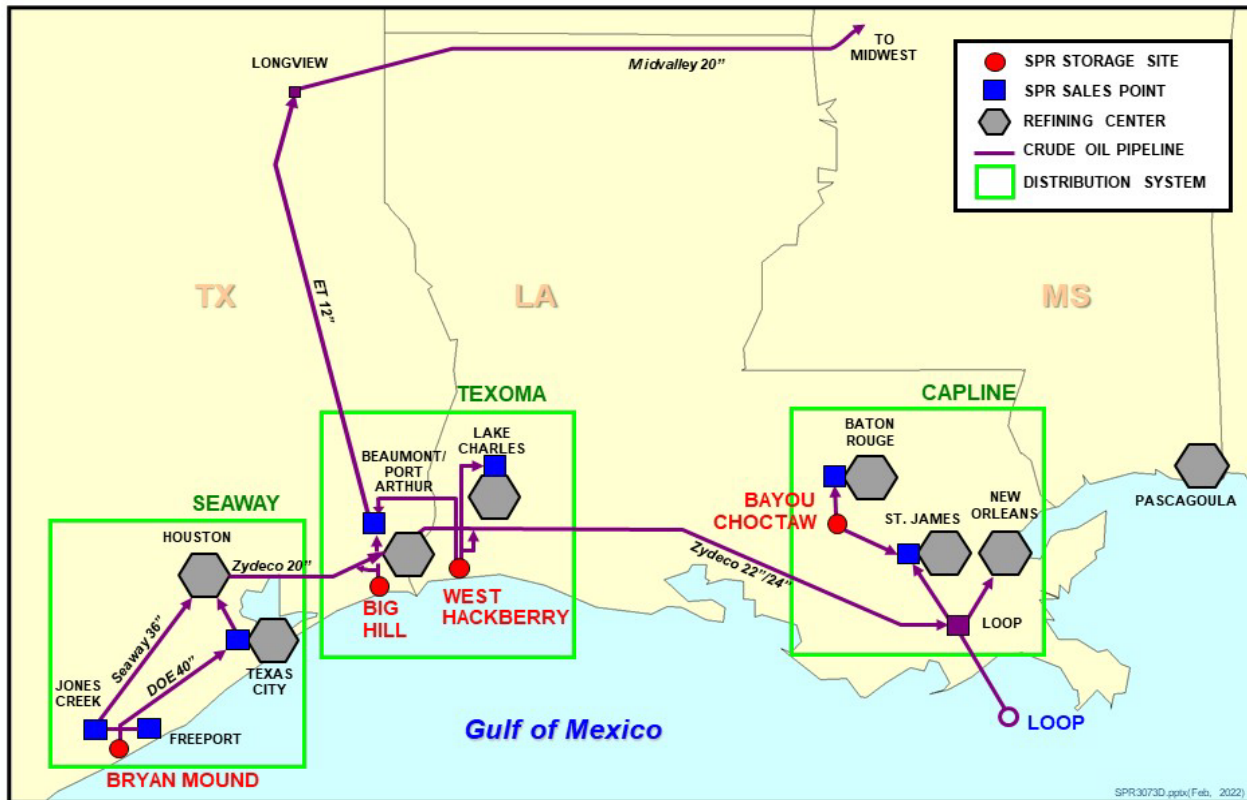 LONGVIEW
Midvalley 20”
TO
MIDWEST
SPR STORAGE SITE
SPR SALES POINT
REFINING CENTER
CRUDE OIL PIPELINE
DISTRIBUTION SYSTEM
TX
LA
MS
ET 12”
SEAWAY
HOUSTON
Zydeco 20”
Seaway 36”
DOE 40”
JONES
CREEK
FREEPORT
TEXAS
CITY
BRYAN MOUND
TEXOMA
BEAUMONT/
PORT
ARTHUR
LAKE
CHARLES
BIG
HILL
WEST
HACKBERRY
Zydeco 22”/24”
CAPLINE
BATON
ROUGE
BAYOU
CHOCTAW
ST. JAMES
NEW
ORLEANS
LOOP
LOOP
PASCAGOULA
Gulf of Mexico
SPR3073D.pptx(Feb, 2022)